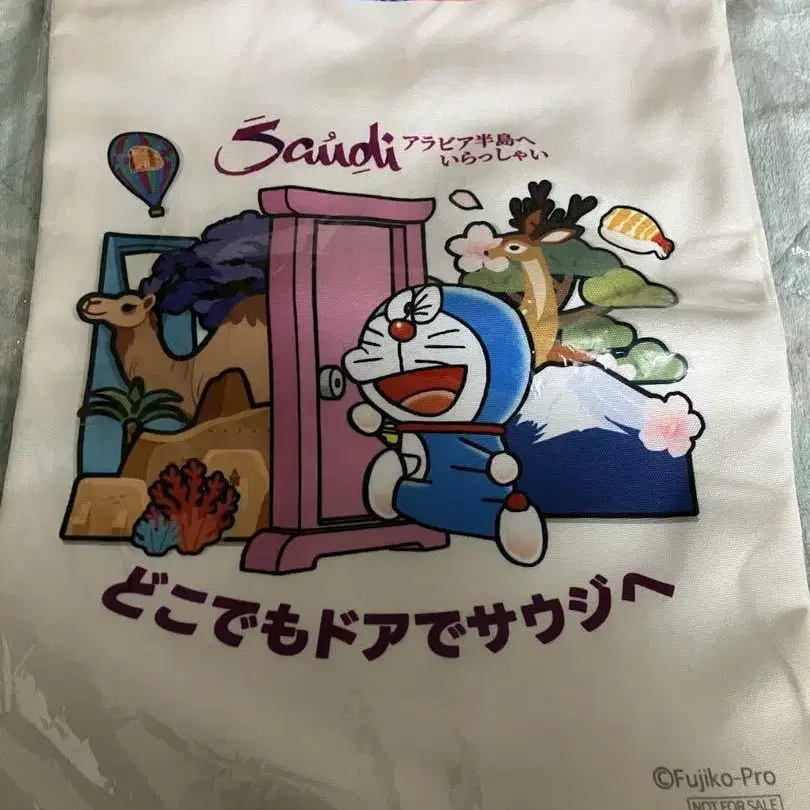 Saudi アラビア半島へ
いらっしゃい
どこでもドアでサウジへ
©Fujiko-Pro
NOT FOR SALE